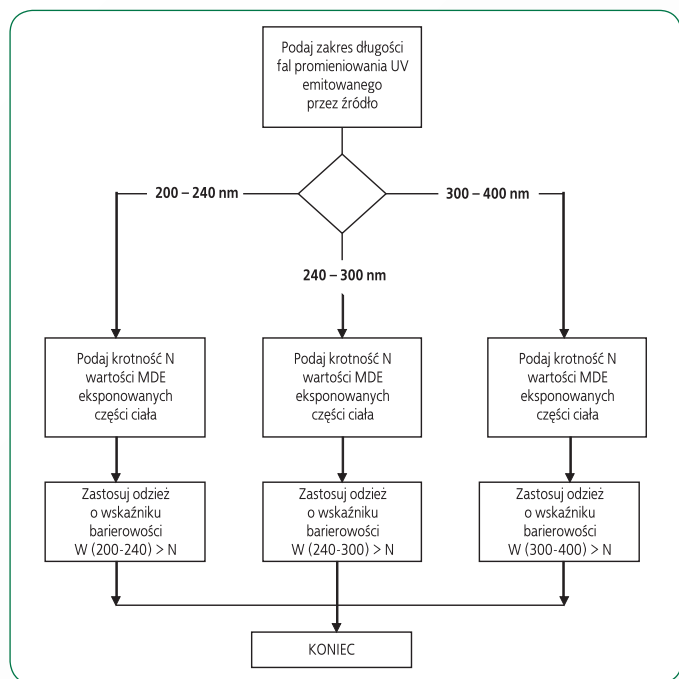 Podaj zakres długości
fal promieniowania UV
emitowanego
przez źródło
200 – 240 nm
300 – 400 nm
240 – 300 nm
Podaj krotność N
wartości MDE
eksponowanych
części ciała
Podaj krotność N
wartości MDE
eksponowanych
części ciała
Podaj krotność N
wartości MDE
eksponowanych
części ciała
Zastosuj odzież
o wskaźniku
barierowości
W (200-240) > N
Zastosuj odzież
o wskaźniku
barierowości
W (240-300) > N
Zastosuj odzież
o wskaźniku
barierowości
W (300-400) > N
KONIEC